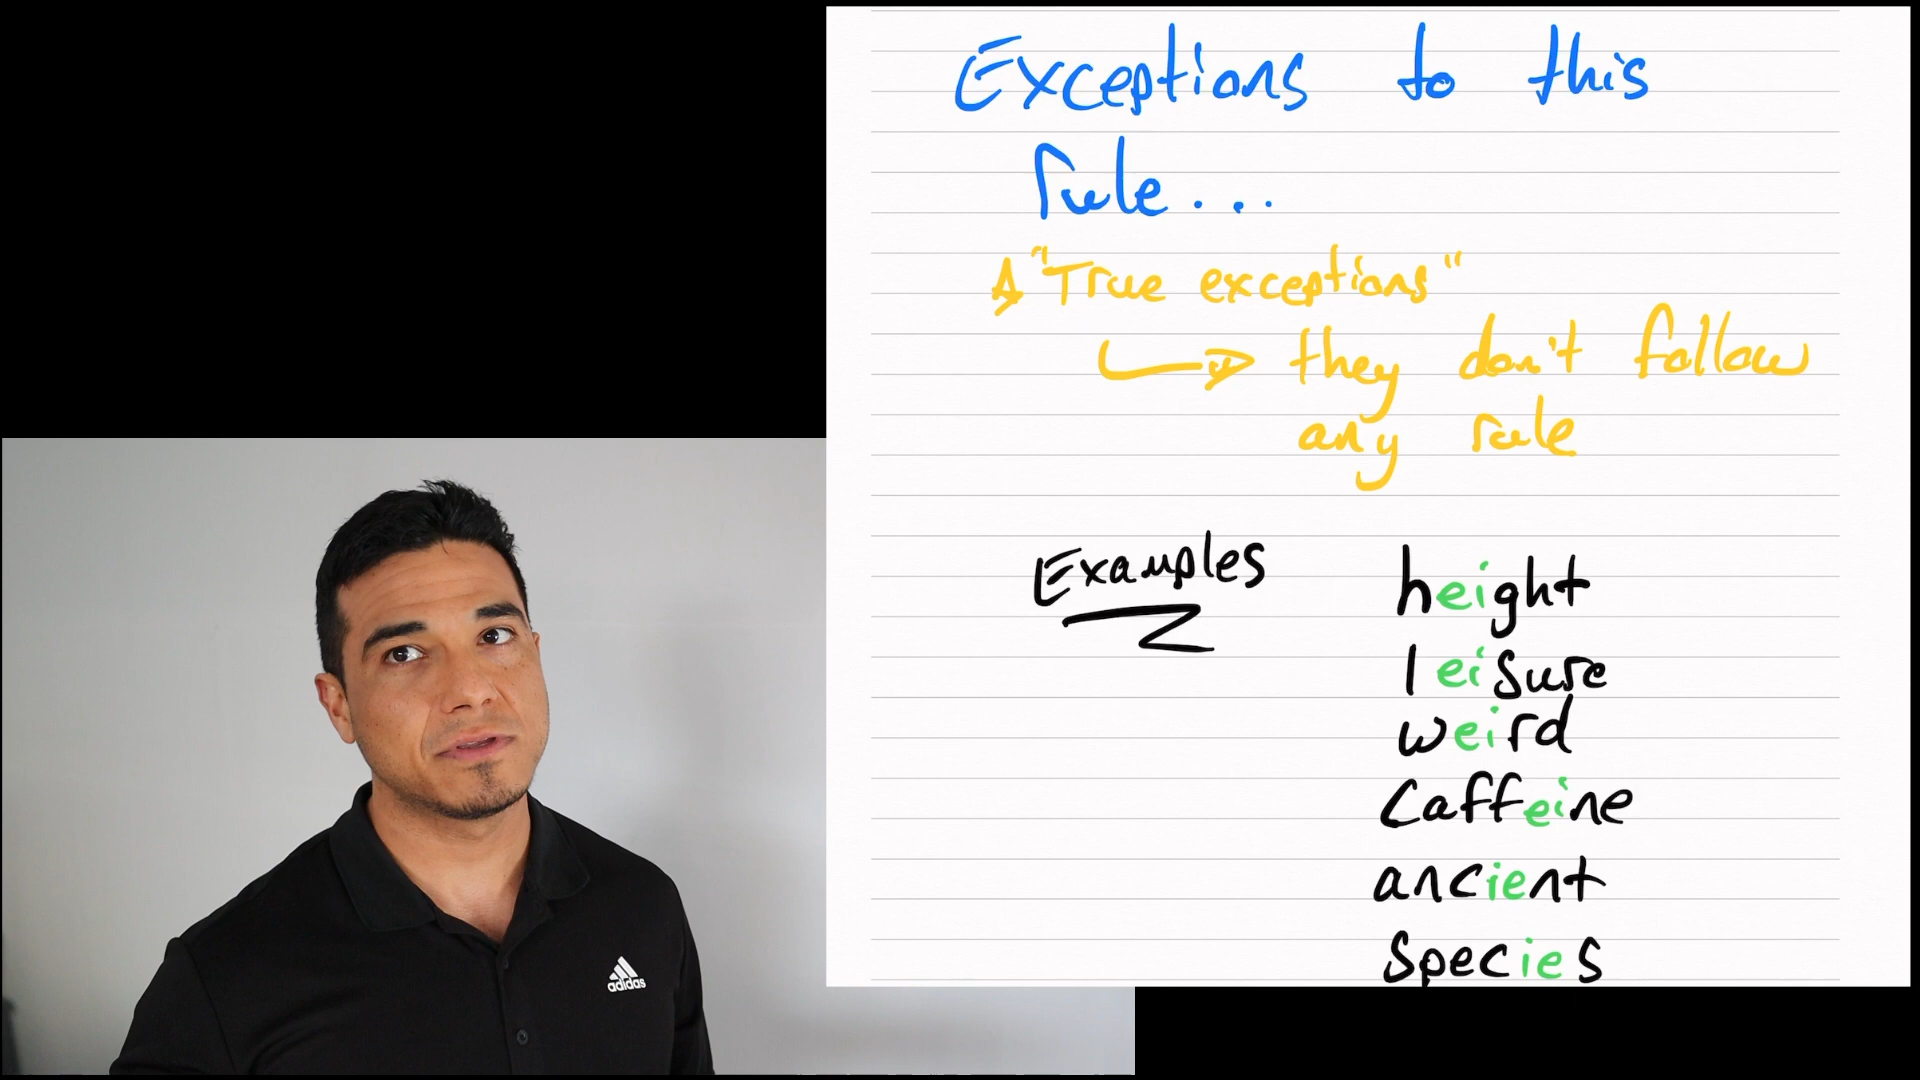 Exceptions to this
rule...
"True exceptions"
they don't follow
any rule
Examples
height
leisure
weird
caffeine
ancient
species
adidas